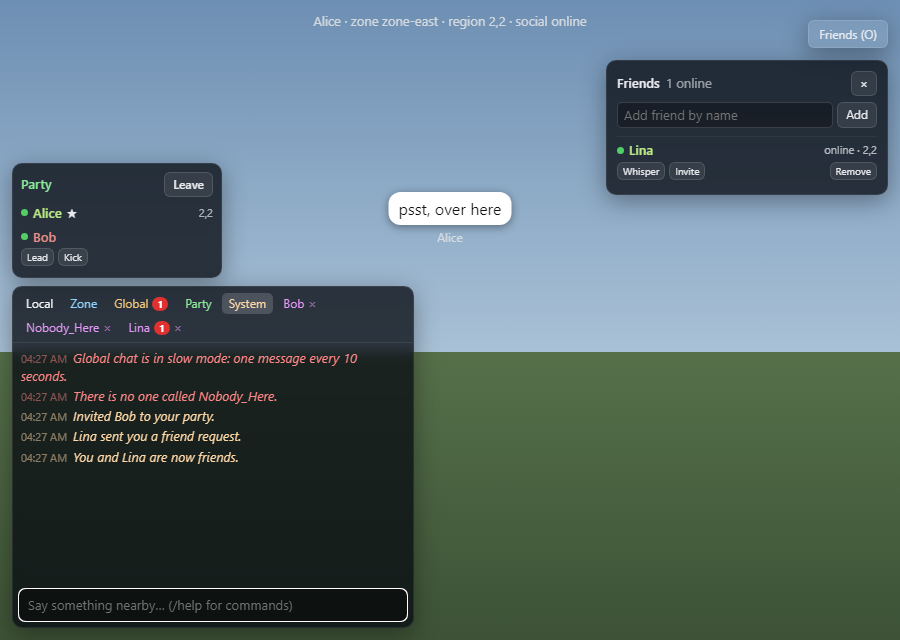 Alice · zone zone-east · region 2,2 · social online
Friends (O)
Friends 1 online ×
Add friend by name Add
Lina online · 2,2
Whisper Invite Remove
Party Leave
Alice ★ 2,2
Bob
Lead Kick
psst, over here
Alice
Local Zone Global 1 Party System Bob ×
Nobody_Here × Lina 1 ×
04:27 AM Global chat is in slow mode: one message every 10
seconds.
04:27 AM There is no one called Nobody_Here.
04:27 AM Invited Bob to your party.
04:27 AM Lina sent you a friend request.
04:27 AM You and Lina are now friends.
Say something nearby... (/help for commands)